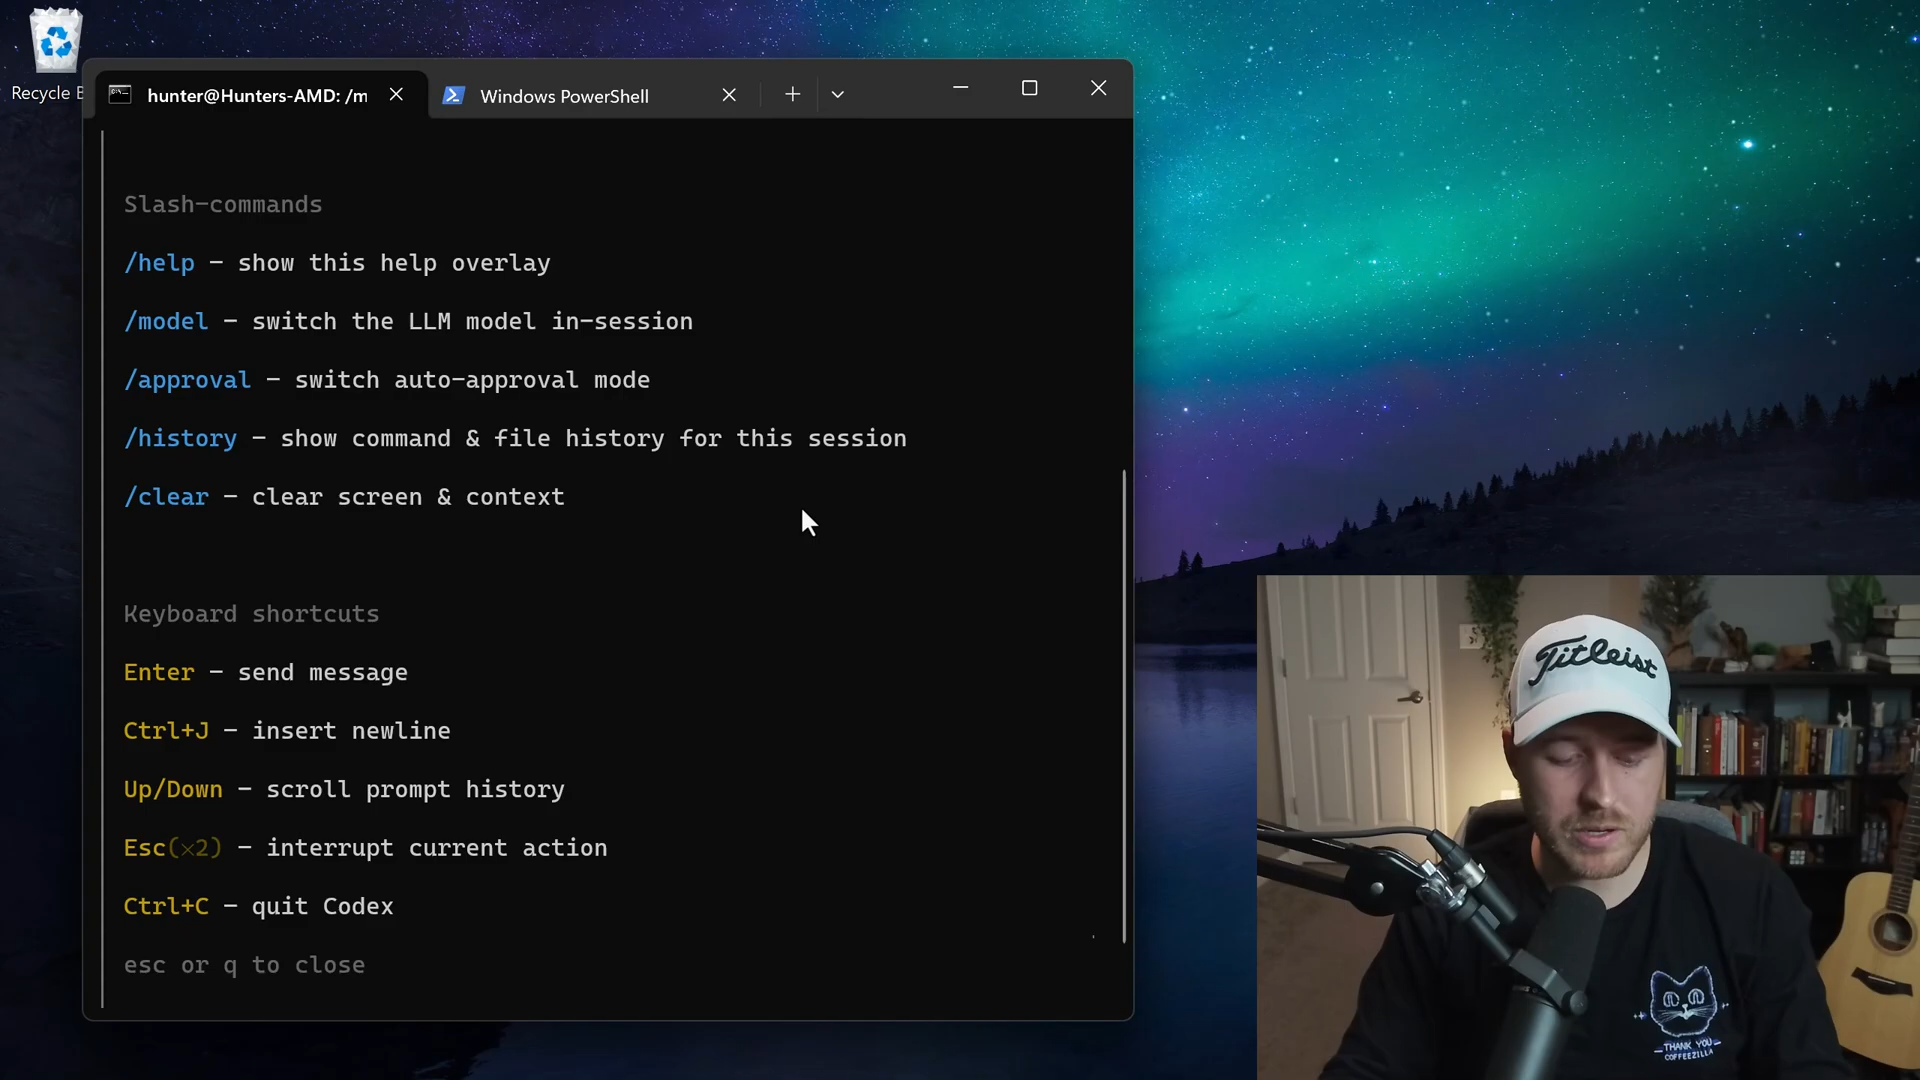 Recycle B
hunter@Hunters-AMD: /m
Windows PowerShell
Slash-commands
/help - show this help overlay
/model - switch the LLM model in-session
/approval - switch auto-approval mode
/history - show command & file history for this session
/clear - clear screen & context
Keyboard shortcuts
Enter - send message
Ctrl+J - insert newline
Up/Down - scroll prompt history
Esc(×2) - interrupt current action
Ctrl+C - quit Codex
esc or q to close
Titleist
THANK YOU
COFFEEZILLA